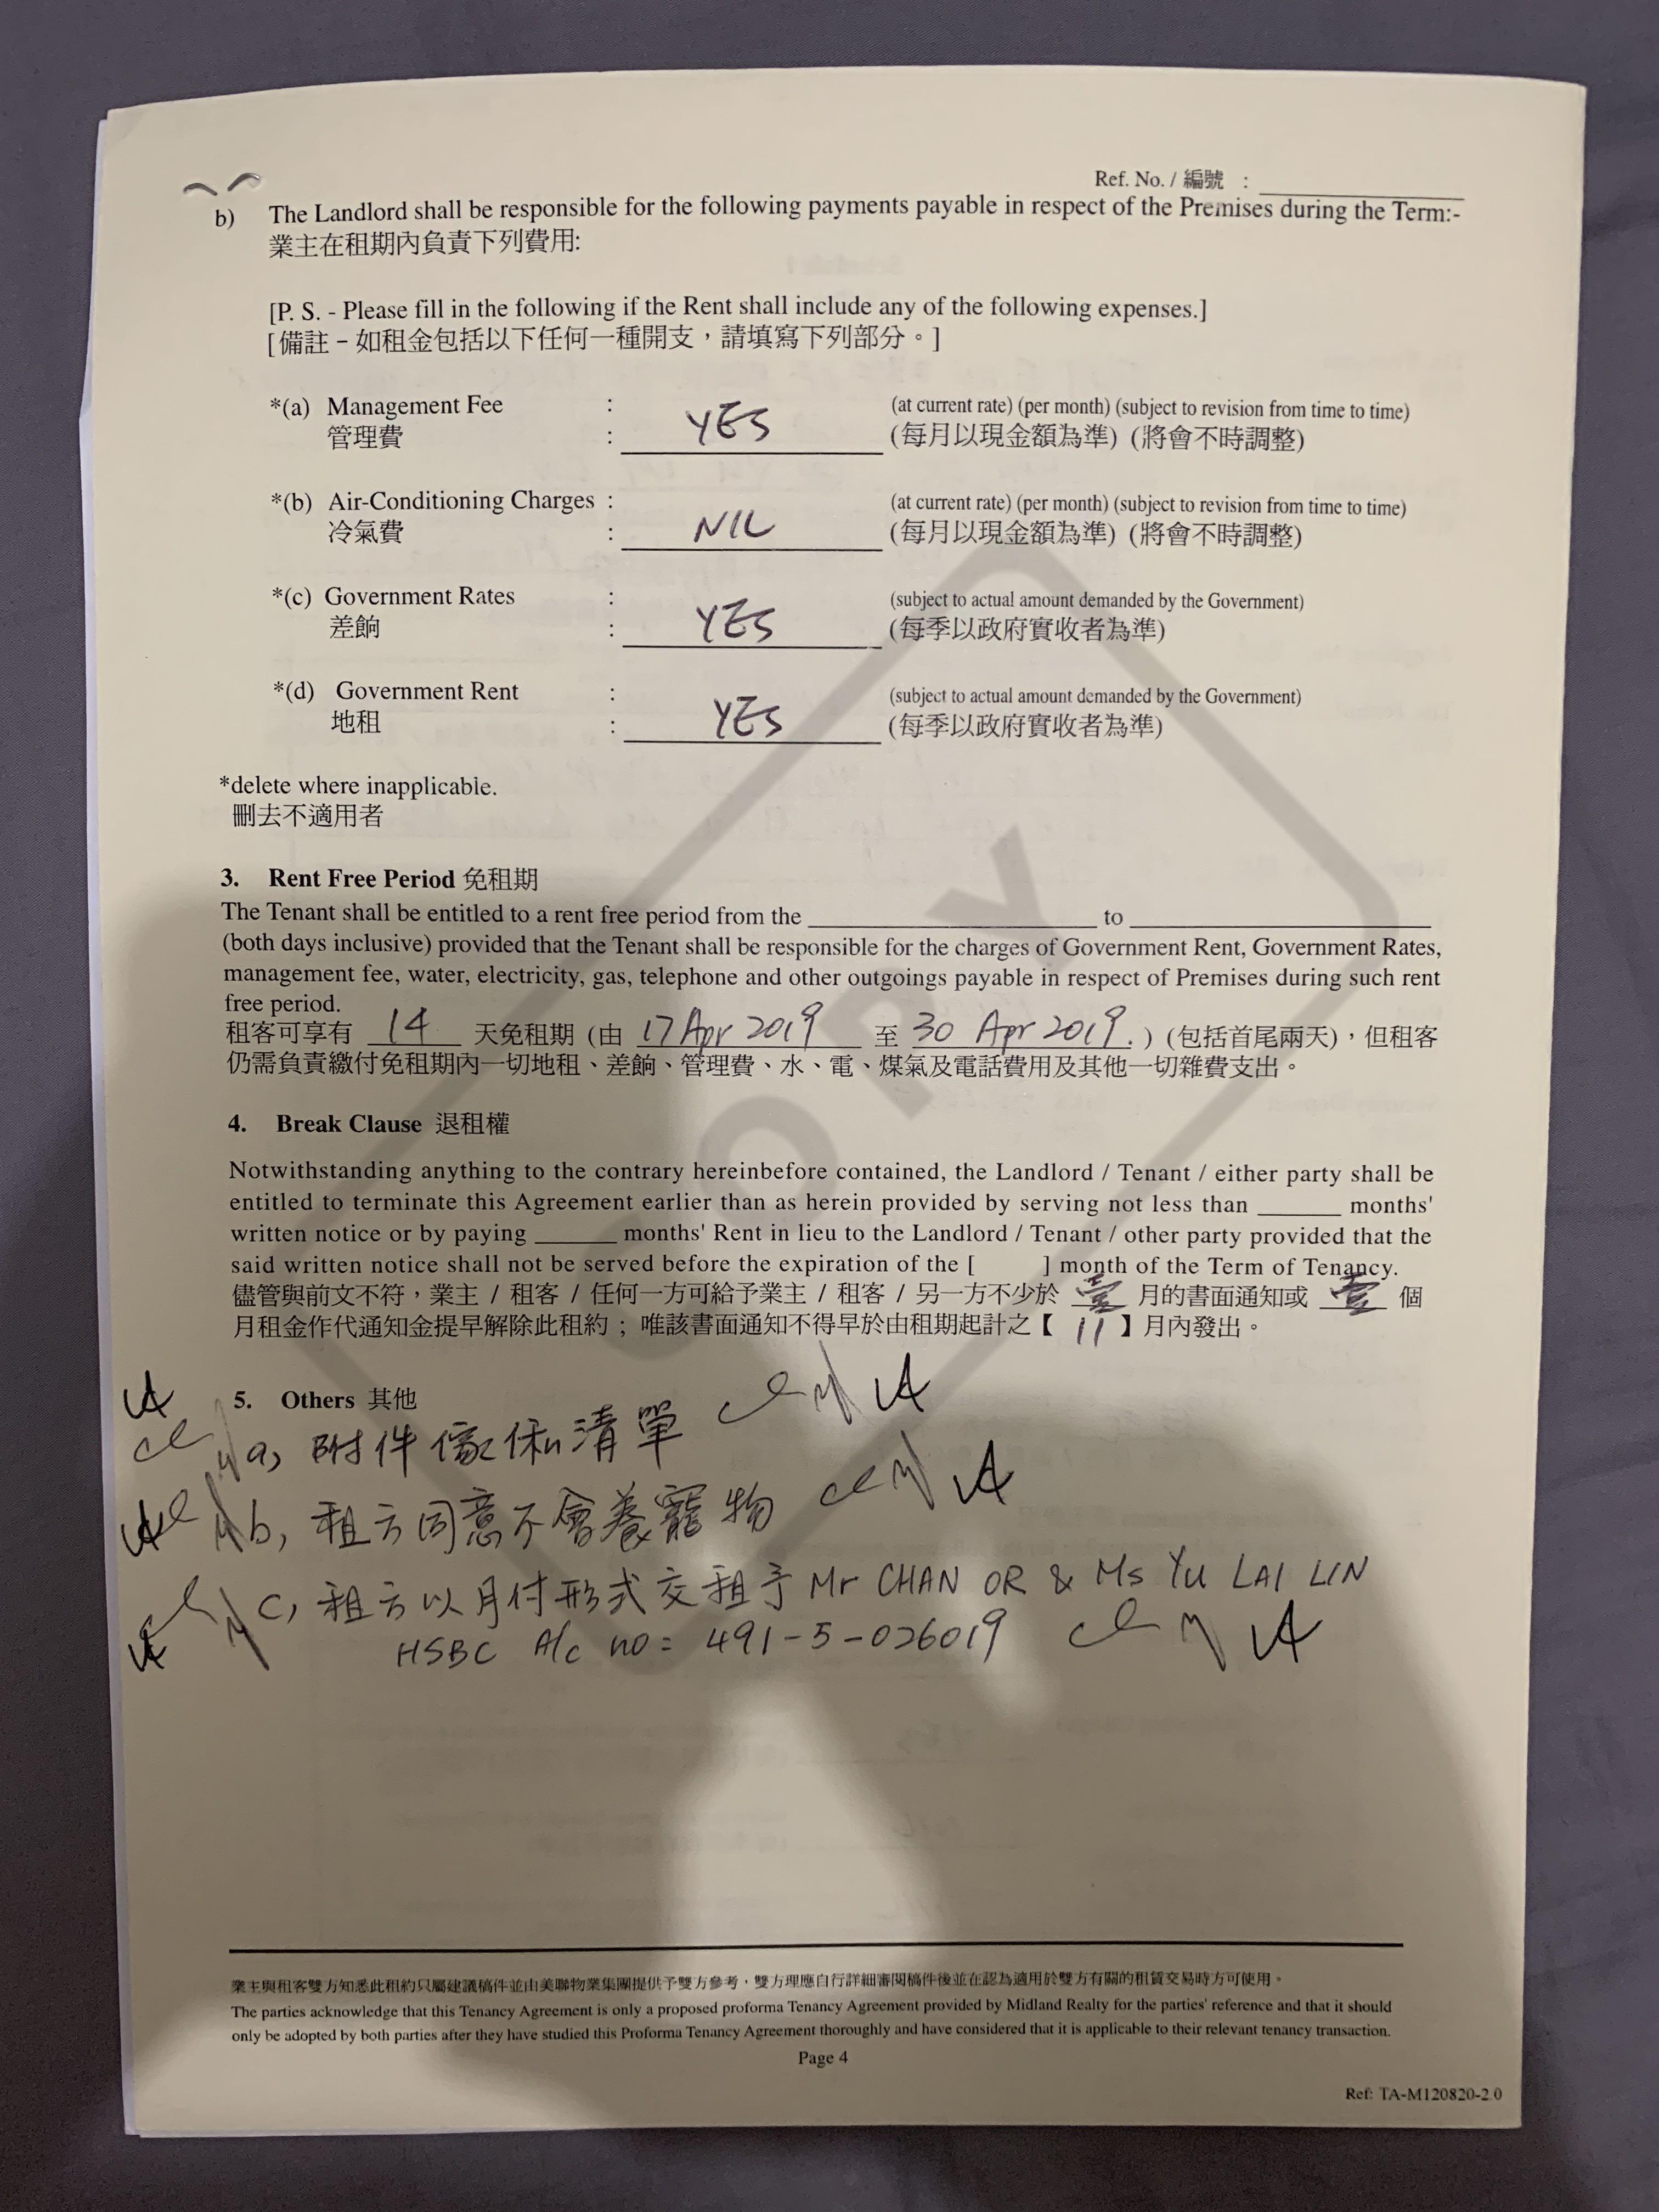 Ref. No. / 編號 :
b) The Landlord shall be responsible for the following payments payable in respect of the Premises during the Term:-
業主在租期內負責下列費用:
[P. S. - Please fill in the following if the Rent shall include any of the following expenses.]
[備註 – 如租金包括以下任何一種開支,請填寫下列部分。]
*(a) Management Fee : (at current rate) (per month) (subject to revision from time to time)
管理費 : YES (每月以現金額為準) (將會不時調整)
*(b) Air-Conditioning Charges : (at current rate) (per month) (subject to revision from time to time)
冷氣費 : NIL (每月以現金額為準) (將會不時調整)
*(c) Government Rates : (subject to actual amount demanded by the Government)
差餉 : YES (每季以政府實收者為準)
*(d) Government Rent : (subject to actual amount demanded by the Government)
地租 : YES (每季以政府實收者為準)
*delete where inapplicable.
刪去不適用者
3. Rent Free Period 免租期
The Tenant shall be entitled to a rent free period from the ______ to ______
(both days inclusive) provided that the Tenant shall be responsible for the charges of Government Rent, Government Rates,
management fee, water, electricity, gas, telephone and other outgoings payable in respect of Premises during such rent
free period.
租客可享有 14 天免租期 (由 17 Apr 2019 至 30 Apr 2019. ) (包括首尾兩天),但租客
仍需負責繳付免租期內一切地租、差餉、管理費、水、電、煤氣及電話費用及其他一切雜費支出。
4. Break Clause 退租權
Notwithstanding anything to the contrary hereinbefore contained, the Landlord / Tenant / either party shall be
entitled to terminate this Agreement earlier than as herein provided by serving not less than ______ months'
written notice or by paying ______ months' Rent in lieu to the Landlord / Tenant / other party provided that the
said written notice shall not be served before the expiration of the [ ] month of the Term of Tenancy.
儘管與前文不符,業主 / 租客 / 任何一方可給予業主 / 租客 / 另一方不少於 壹 月的書面通知或 壹 個
月租金作代通知金提早解除此租約;唯該書面通知不得早於由租期起計之【 11 】月內發出。
5. Others 其他
a, 附件傢俬清單
b, 租方同意不會養寵物
c, 租方以月付形式交租予 Mr CHAN OR & Ms YU LAI LIN
HSBC A/c no: 491-5-026019
COPY
業主與租客雙方知悉此租約只屬建議稿件並由美聯物業集團提供予雙方參考,雙方理應自行詳細審閱稿件後並在認為適用於雙方有關的租賃交易時方可使用。
The parties acknowledge that this Tenancy Agreement is only a proposed proforma Tenancy Agreement provided by Midland Realty for the parties' reference and that it should
only be adopted by both parties after they have studied this Proforma Tenancy Agreement thoroughly and have considered that it is applicable to their relevant tenancy transaction.
Page 4
Ref: TA-M120820-2.0